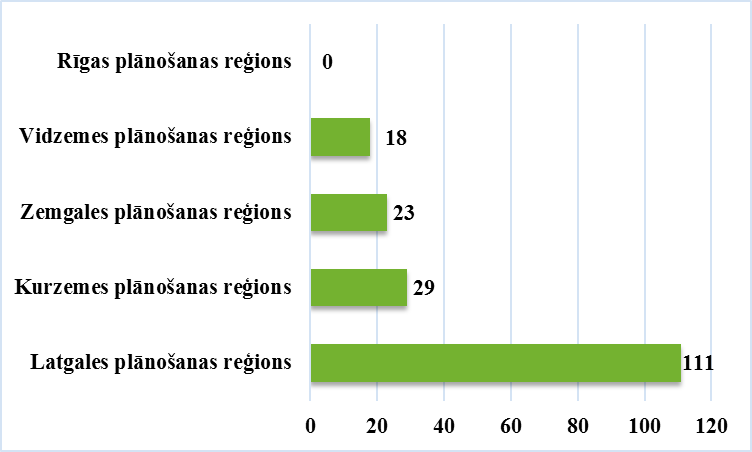 Rīgas plānošanas reģions 0
Vidzemes plānošanas reģions 18
Zemgales plānošanas reģions 23
Kurzemes plānošanas reģions 29
Latgales plānošanas reģions 111
0 20 40 60 80 100 120